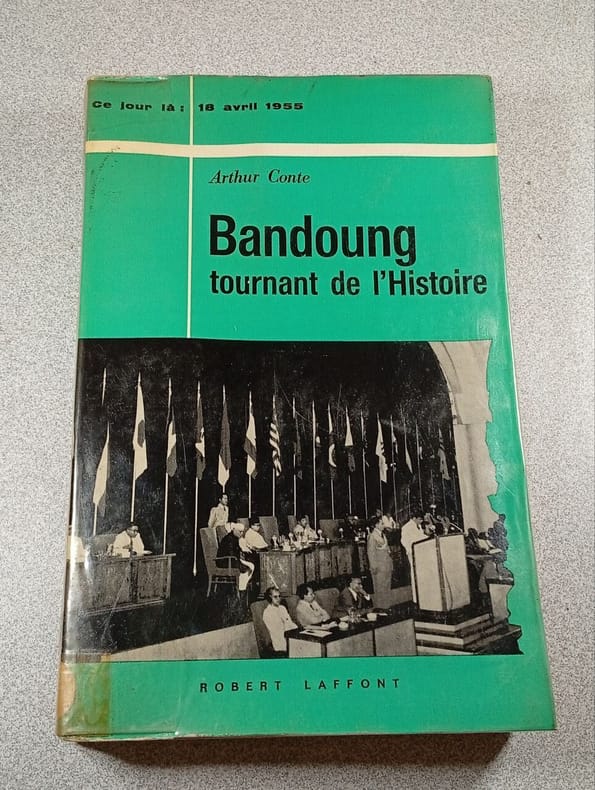 Ce jour là : 18 avril 1955
Arthur Conte
Bandoung
tournant de l'Histoire
ROBERT LAFFONT